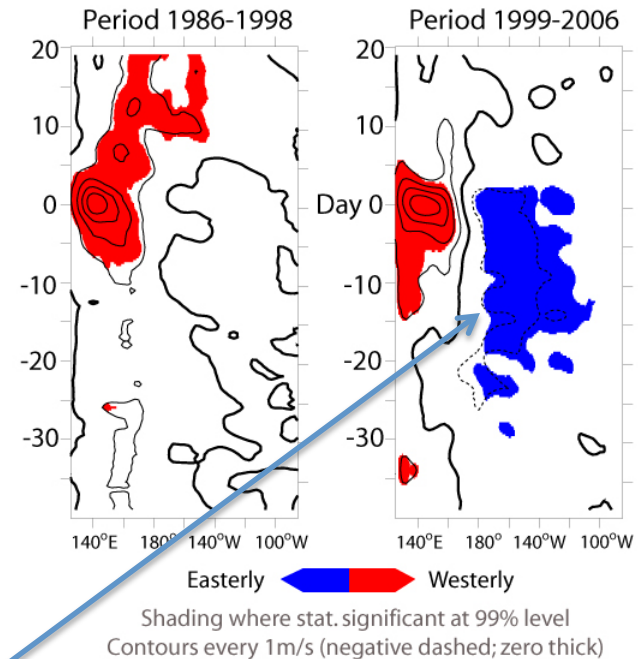 Period 1986-1998 Period 1999-2006
20 20
10 10
0 Day 0
-10 -10
-20 -20
-30 -30
140°E 180° 140°W 100°W 140°E 180° 140°W 100°W
Easterly Westerly
Shading where stat. significant at 99% level
Contours every 1m/s (negative dashed; zero thick)